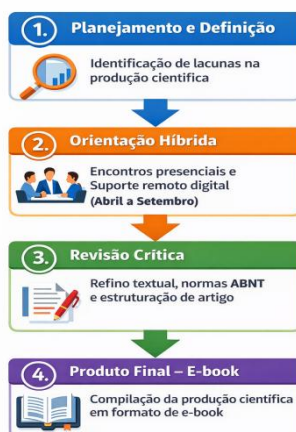 1. Planejamento e Definição
Identificação de lacunas na
produção cientifica
2. Orientação Híbrida
Encontros presenciais e
Suporte remoto digital
(Abril a Setembro)
3. Revisão Crítica
Refino textual, normas ABNT
e estruturação de artigo
4. Produto Final – E-book
Compilação da produção científica
em formato de e-book